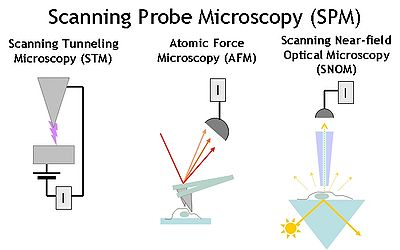 Scanning Probe Microscopy (SPM)
Scanning Tunneling
Microscopy (STM)
I
Atomic Force
Microscopy (AFM)
I
Scanning Near-field
Optical Microscopy
(SNOM)
I